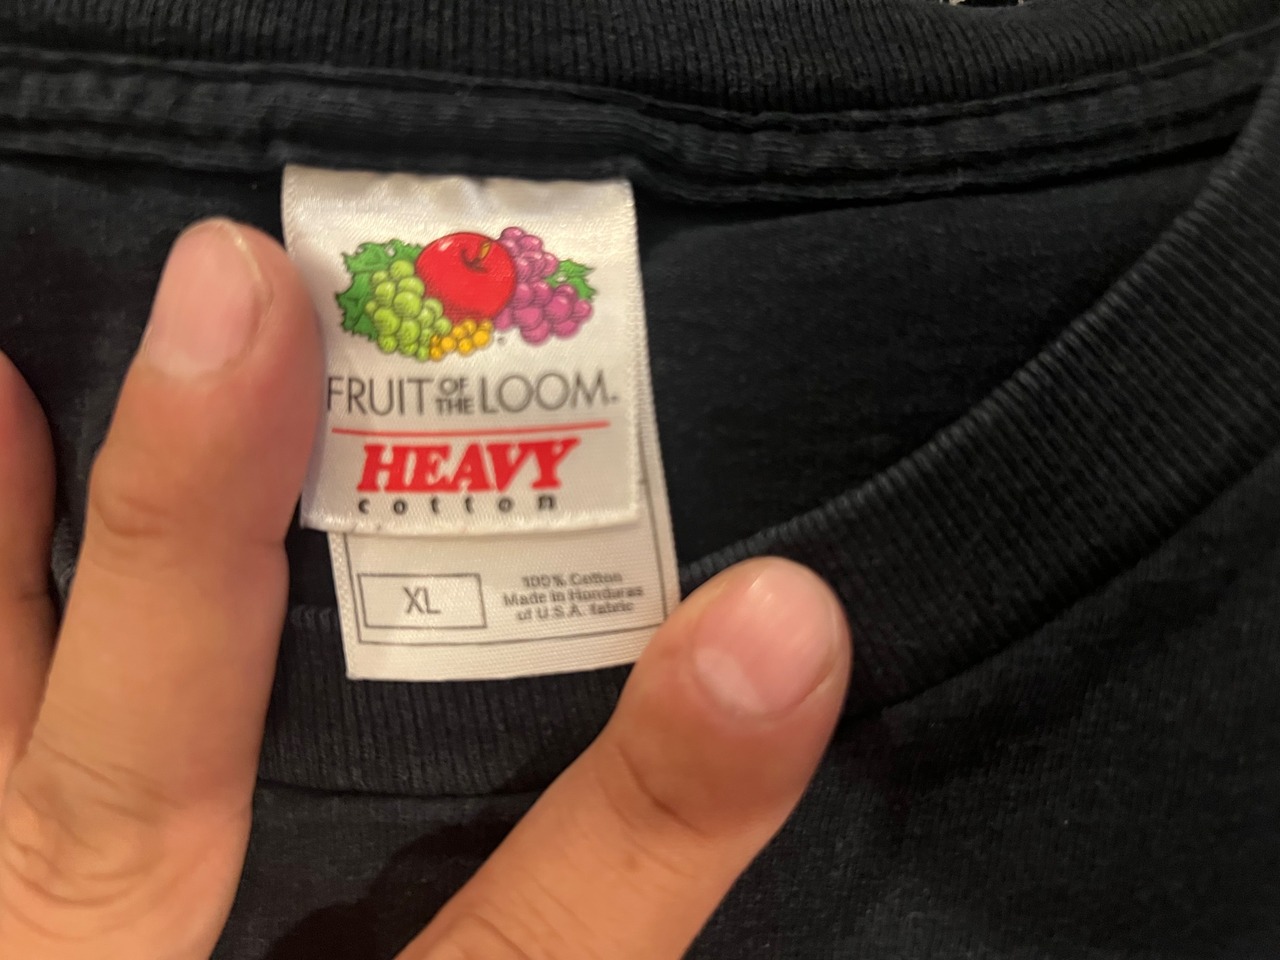 FRUIT OF THE LOOM.
HEAVY
cotton
XL
100% Cotton
Made in Honduras
of U.S.A. fabric